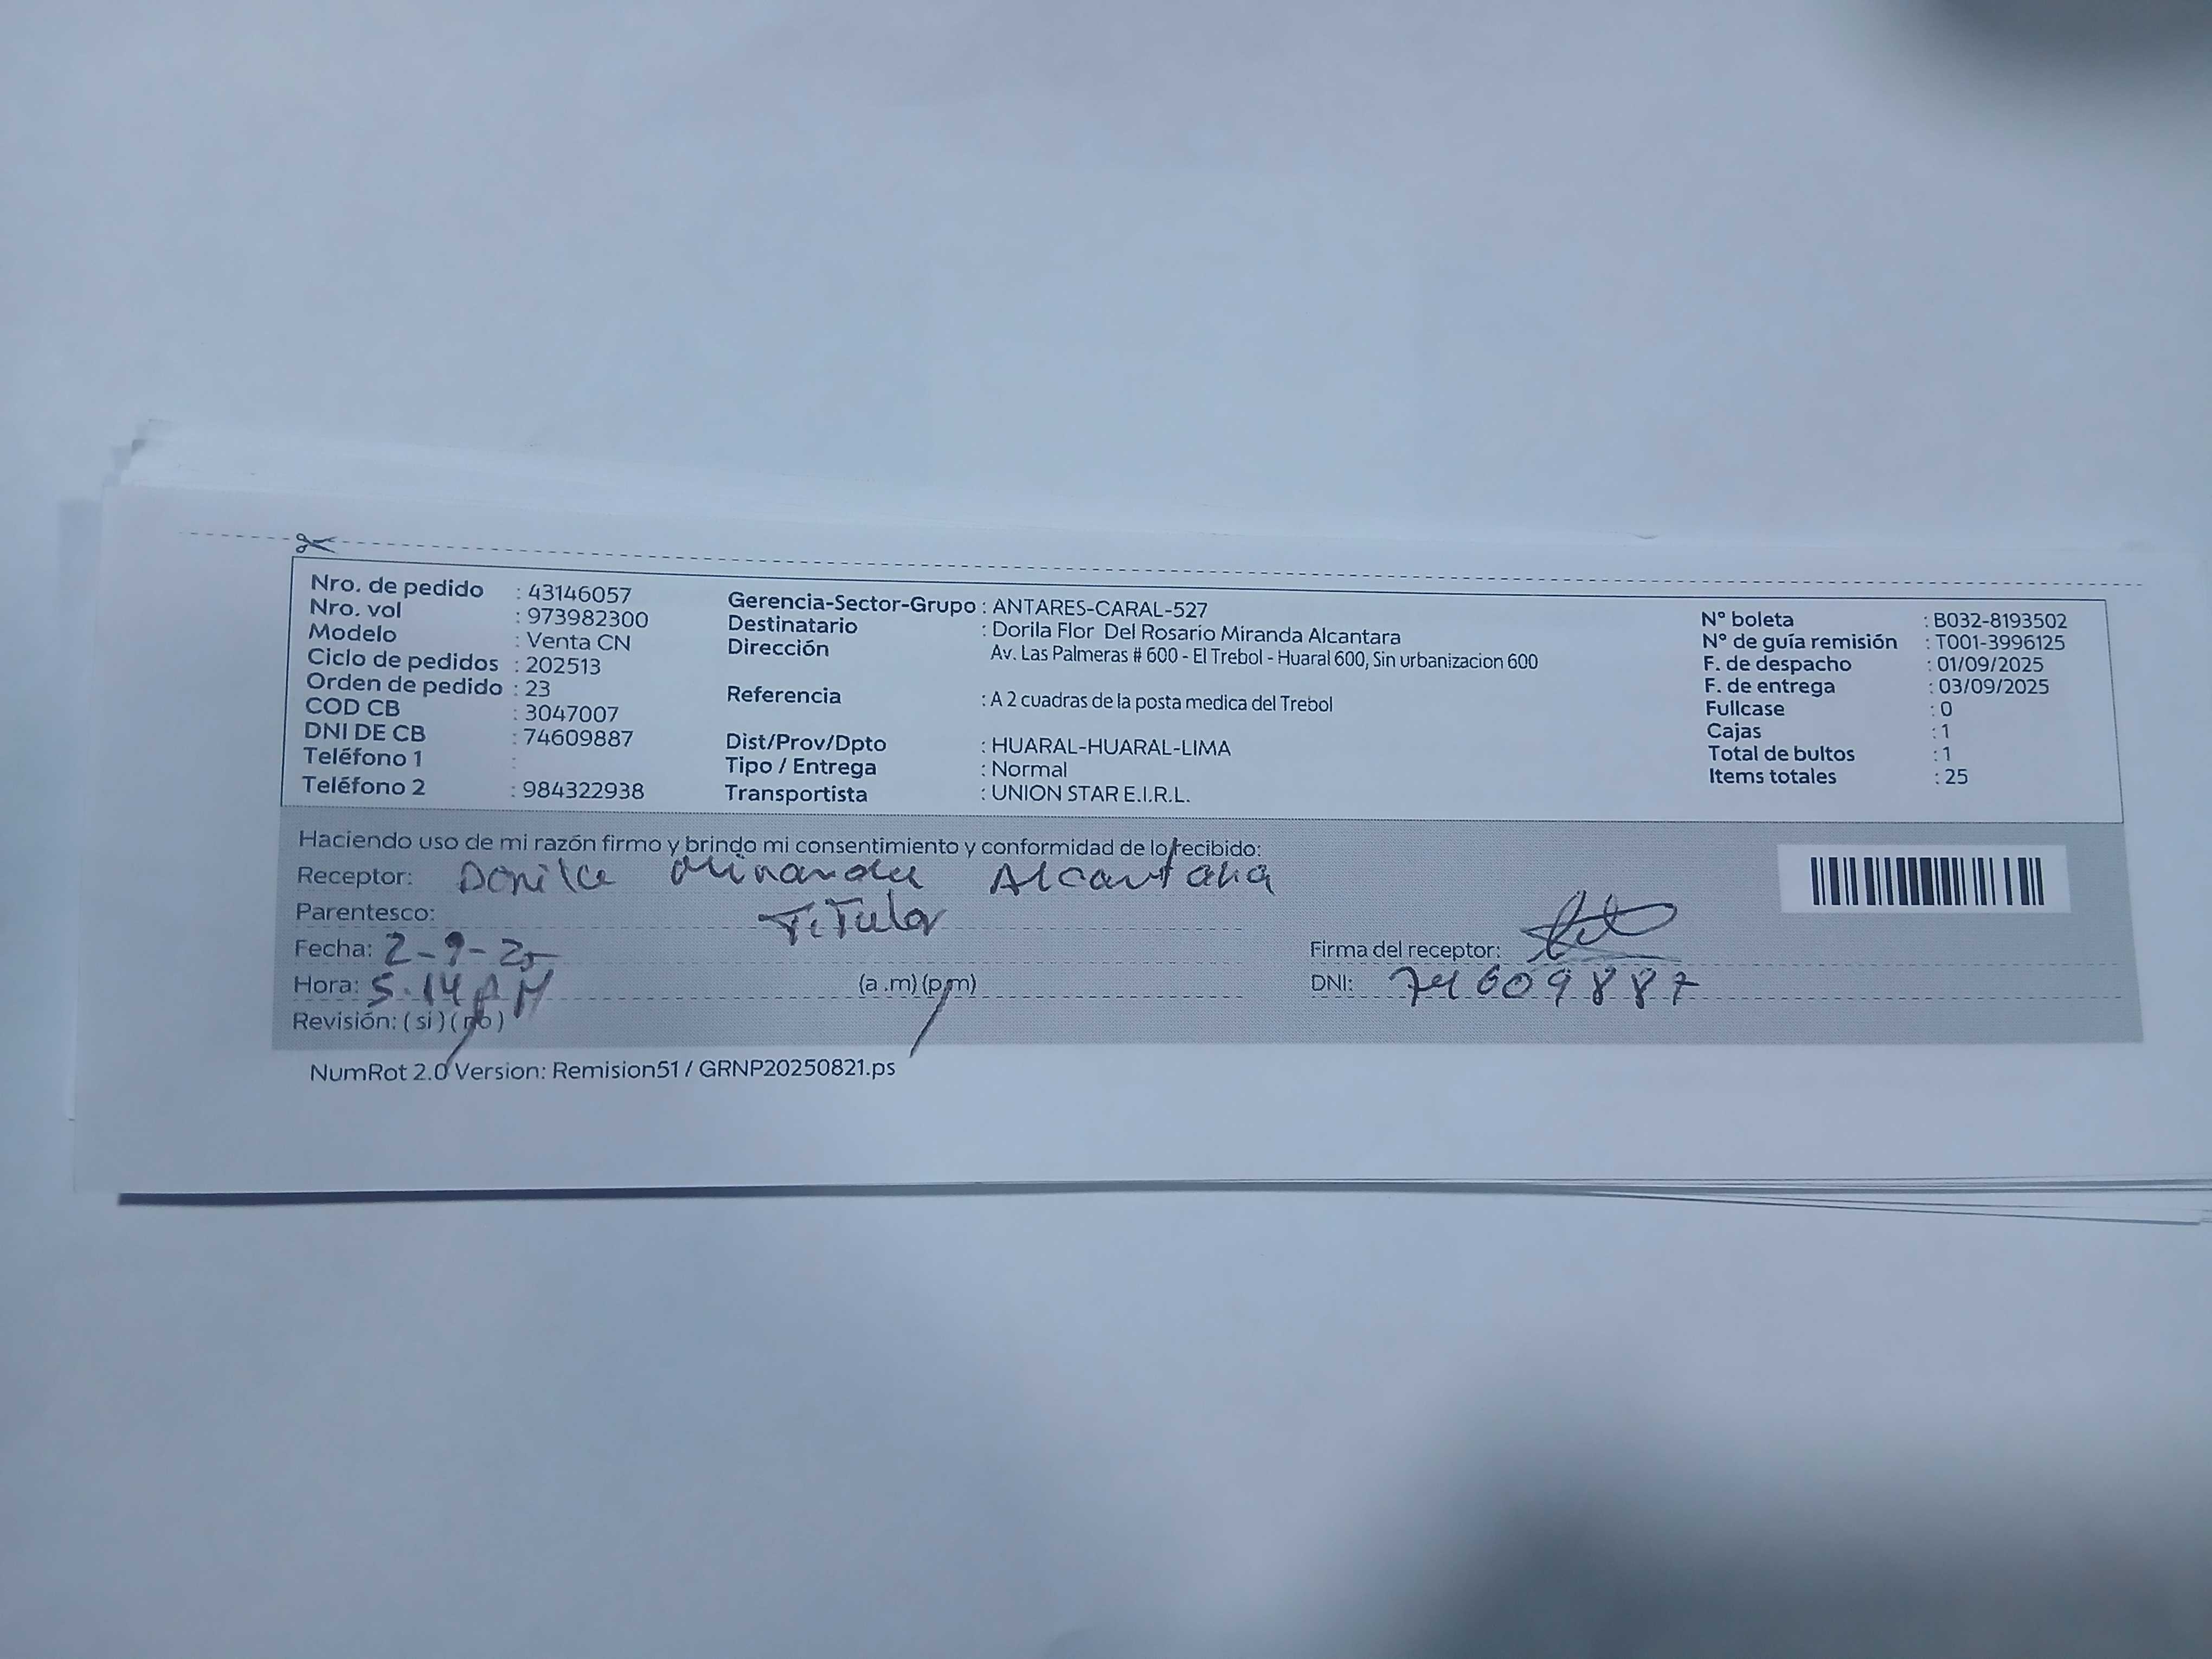 Nro. de pedido : 43146057
Nro. vol : 973982300
Modelo : Venta CN
Ciclo de pedidos : 202513
Orden de pedido : 23
COD CB : 3047007
DNI DE CB : 74609887
Teléfono 1 :
Teléfono 2 : 984322938
Gerencia-Sector-Grupo : ANTARES-CARAL-527
Destinatario : Dorila Flor Del Rosario Miranda Alcantara
Dirección Av. Las Palmeras # 600 - El Trebol - Huaral 600, Sin urbanizacion 600
Referencia : A 2 cuadras de la posta medica del Trebol
Dist/Prov/Dpto : HUARAL-HUARAL-LIMA
Tipo / Entrega : Normal
Transportista : UNION STAR E.I.R.L.
N° boleta : B032-8193502
N° de guía remisión : T001-3996125
F. de despacho : 01/09/2025
F. de entrega : 03/09/2025
Fullcase : 0
Cajas : 1
Total de bultos : 1
Items totales : 25
Haciendo uso de mi razón firmo y brindo mi consentimiento y conformidad de lo recibido:
Receptor: Dorila Miranda Alcantara
Parentesco: Titular
Fecha: 2-9-25
Hora: 5.14 PM (a .m) (p.m)
Revisión: ( si ) ( no )
Firma del receptor:
DNI: 74609887
NumRot 2.0 Version: Remision51 / GRNP20250821.ps